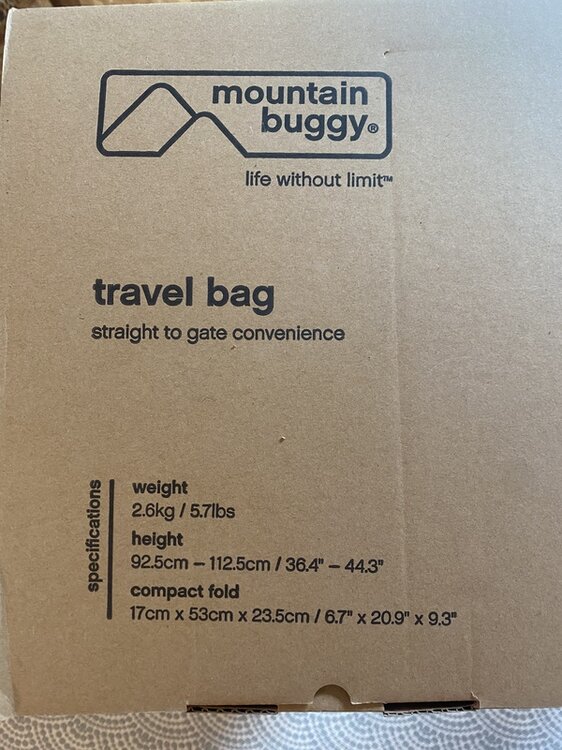 mountain
buggy®
life without limit™
travel bag
straight to gate convenience
specifications
weight
2.6kg / 5.7lbs
height
92.5cm – 112.5cm / 36.4" – 44.3"
compact fold
17cm x 53cm x 23.5cm / 6.7" x 20.9" x 9.3"